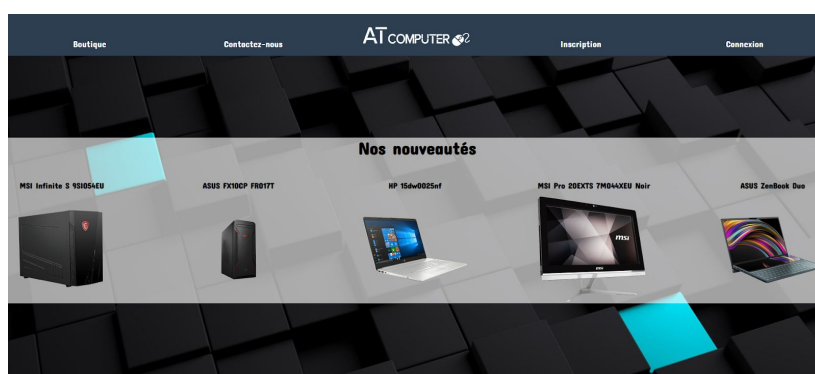 Boutique
Contactez-nous
AT COMPUTER
Inscription
Connexion
Nos nouveautés
MSI Infinite S 9SI054EU
ASUS FX10CP FR017T
HP 15dw0025nf
MSI Pro 20EXTS 7M044XEU Noir
ASUS ZenBook Duo
msi